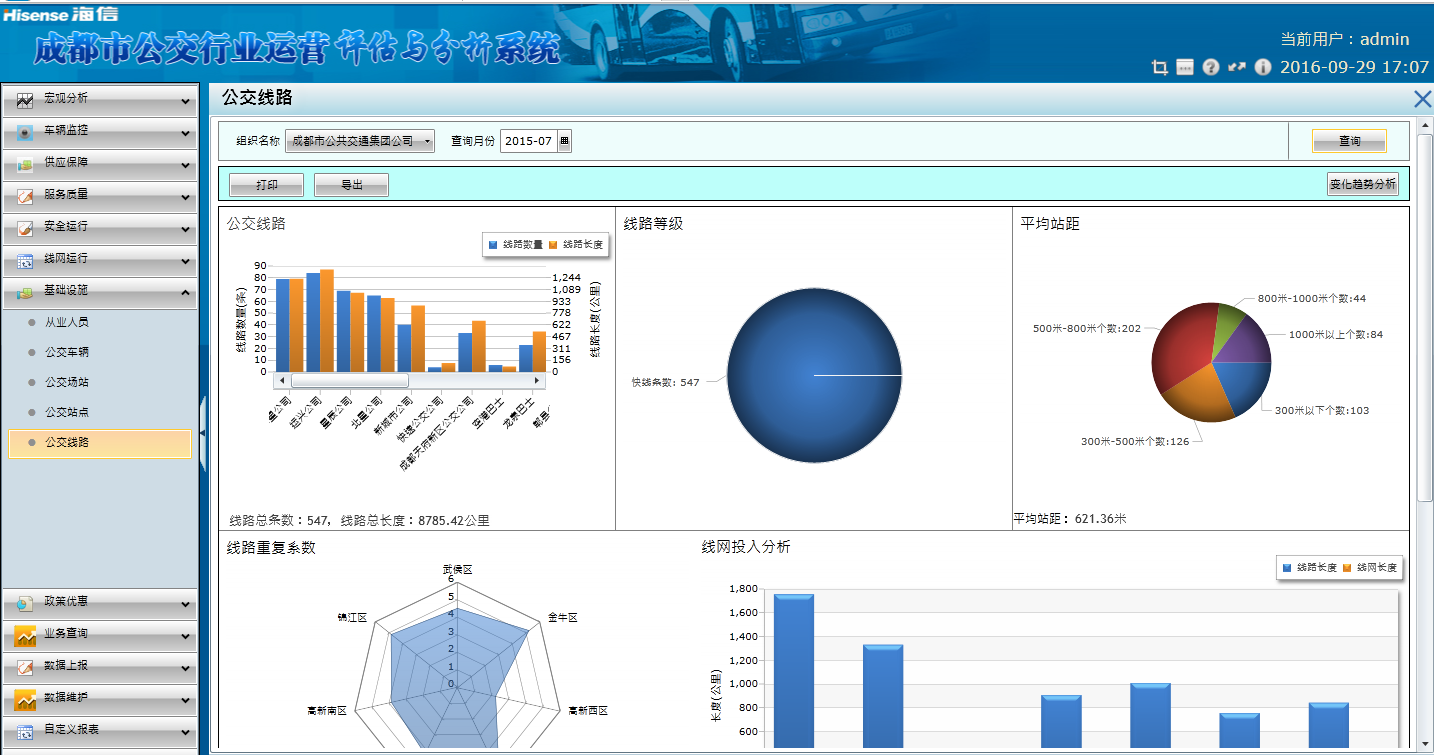 Hisense 海信
成都市公交行业运营评估与分析系统
当前用户：admin
2016-09-29 17:07
宏观分析
车辆监控
供应保障
服务质量
安全运行
线网运行
基础设施
从业人员
公交车辆
公交场站
公交站点
公交线路
政策优惠
业务查询
数据上报
数据维护
自定义报表
公交线路
组织名称 成都市公共交通集团公司 查询月份 2015-07 查询
打印 导出 变化趋势分析
公交线路
线路数量 线路长度
线路数量(条)
90
80
70
60
50
40
30
20
10
0
1,244
1,089
933
778
622
467
311
156
0
线路长度(公里)
星公司
运兴公司
星辰公司
北星公司
新城市公司
快速公交公司
成都天府新区公交公司
空港巴士
龙泉巴士
郫县
线路总条数：547，线路总长度：8785.42公里
线路等级
快线条数: 547
平均站距
800米-1000米个数:44
500米-800米个数:202
1000米以上个数:84
300米以下个数:103
300米-500米个数:126
平均站距：621.36米
线路重复系数
武侯区
6
5
4
3
2
1
0
锦江区
金牛区
高新南区
高新西区
线网投入分析
线路长度 线网长度
长度(公里)
1,800
1,600
1,400
1,200
1,000
800
600